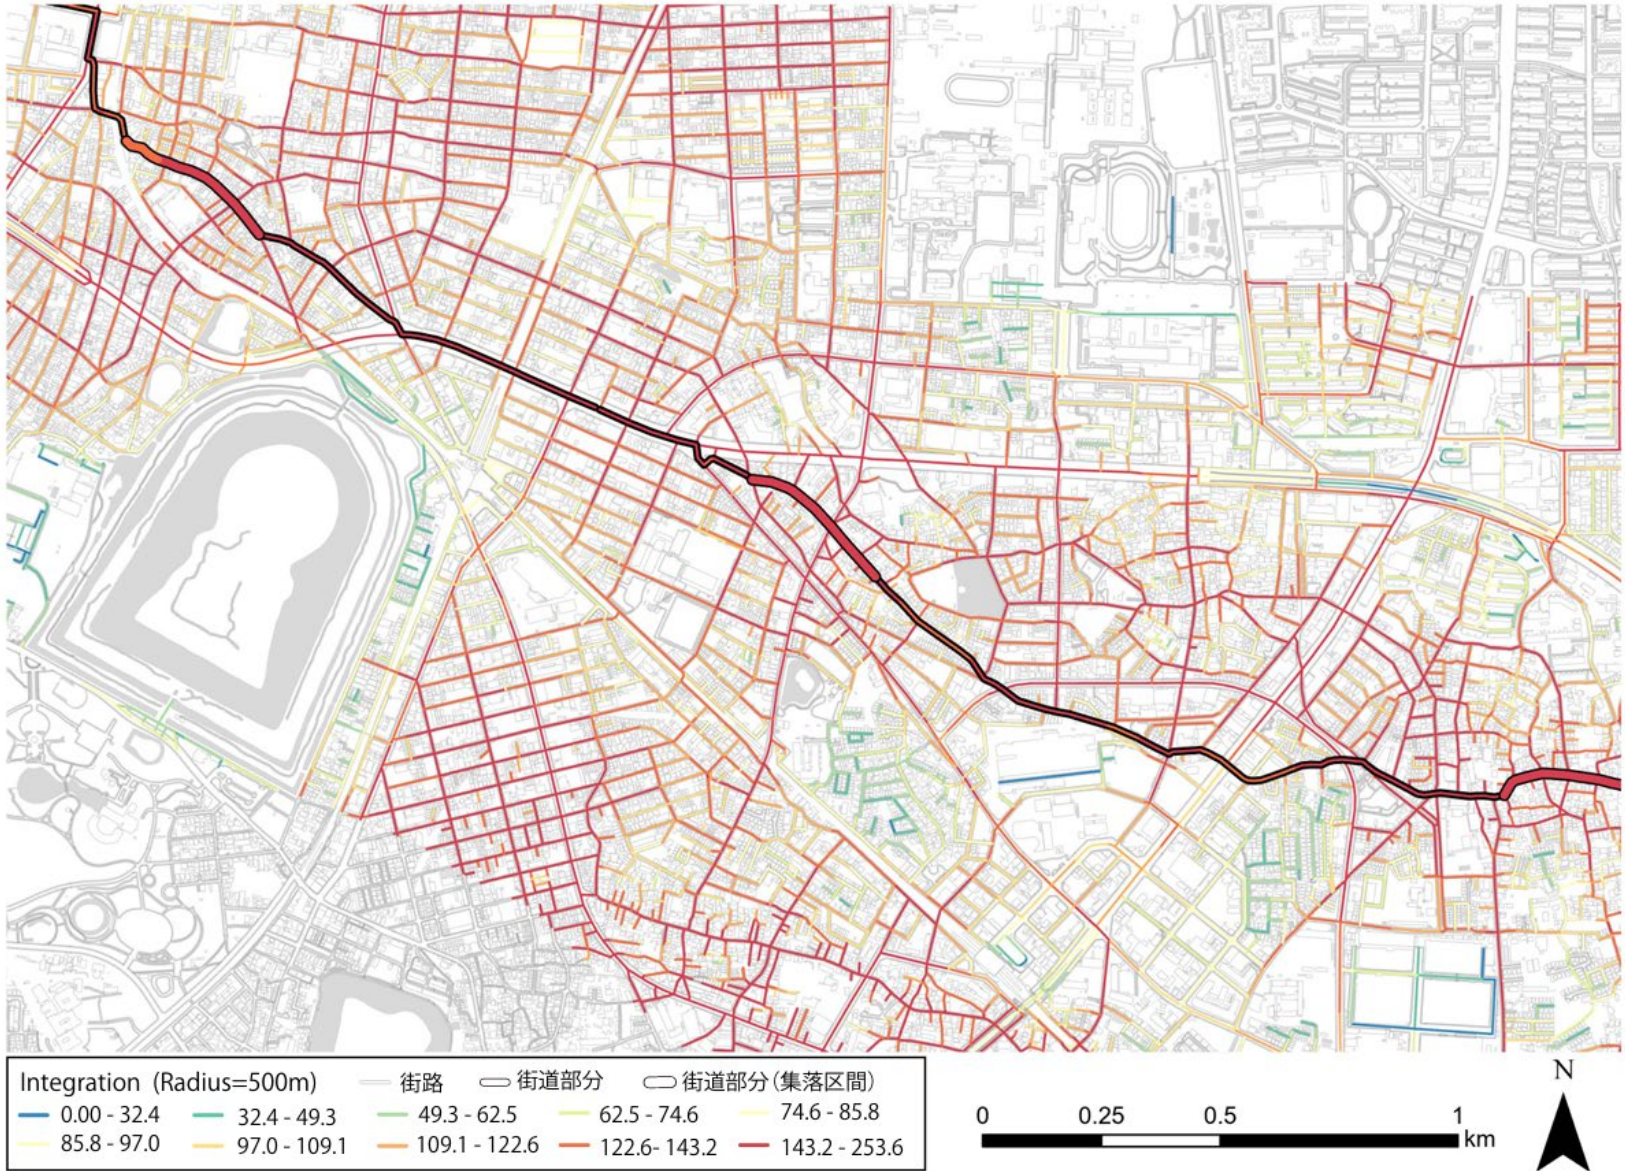 Integration (Radius=500m) 街路 街道部分 街道部分(集落区間)
0.00 - 32.4 32.4 - 49.3 49.3 - 62.5 62.5 - 74.6 74.6 - 85.8
85.8 - 97.0 97.0 - 109.1 109.1 - 122.6 122.6- 143.2 143.2 - 253.6
0 0.25 0.5 1
km
N